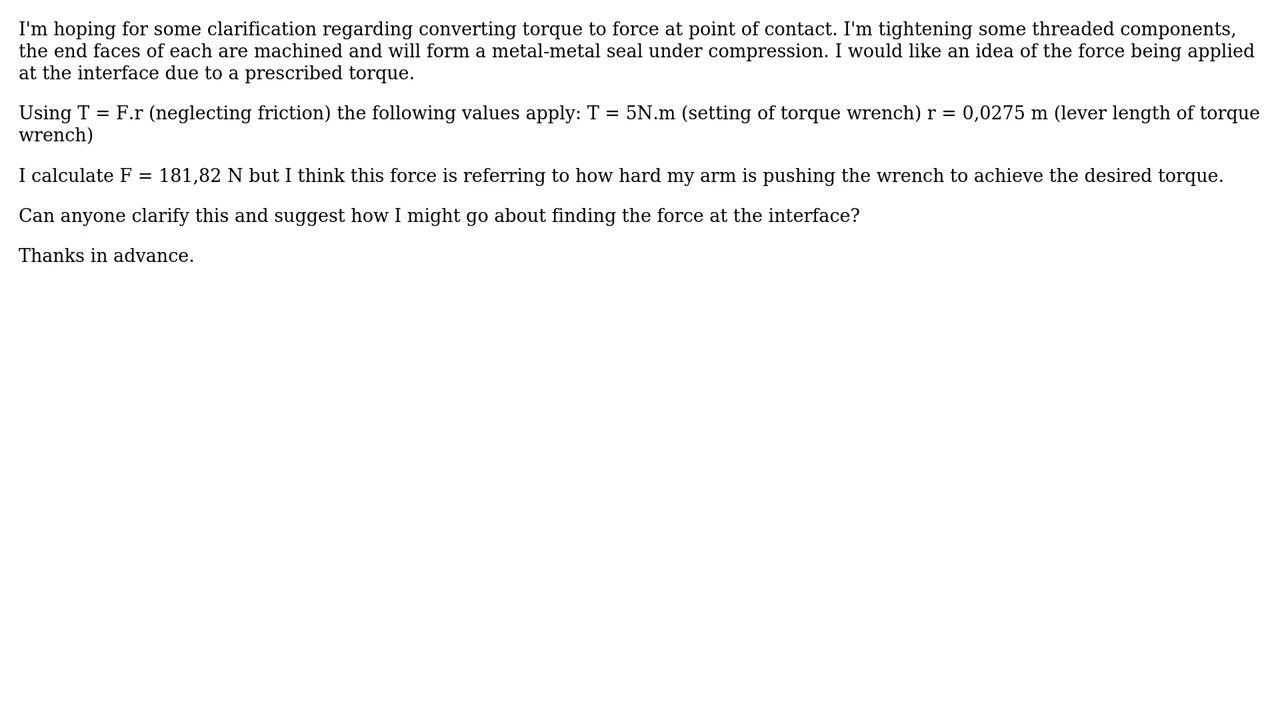 I'm hoping for some clarification regarding converting torque to force at point of contact. I'm tightening some threaded components,
the end faces of each are machined and will form a metal-metal seal under compression. I would like an idea of the force being applied
at the interface due to a prescribed torque.
Using T = F.r (neglecting friction) the following values apply: T = 5N.m (setting of torque wrench) r = 0,0275 m (lever length of torque
wrench)
I calculate F = 181,82 N but I think this force is referring to how hard my arm is pushing the wrench to achieve the desired torque.
Can anyone clarify this and suggest how I might go about finding the force at the interface?
Thanks in advance.